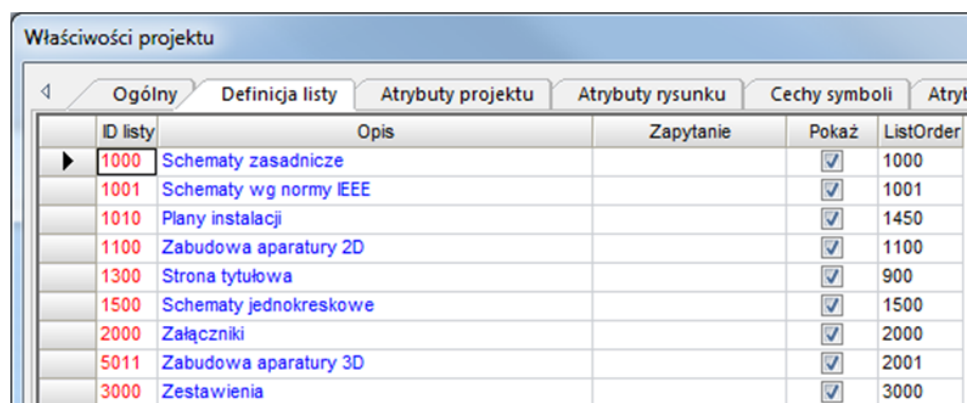 Właściwości projektu
Ogólny Definicja listy Atrybuty projektu Atrybuty rysunku Cechy symboli
ID listy Opis Zapytanie Pokaż ListOrder
1000 Schematy zasadnicze 1000
1001 Schematy wg normy IEEE 1001
1010 Plany instalacji 1450
1100 Zabudowa aparatury 2D 1100
1300 Strona tytułowa 900
1500 Schematy jednokreskowe 1500
2000 Załączniki 2000
5011 Zabudowa aparatury 3D 2001
3000 Zestawienia 3000